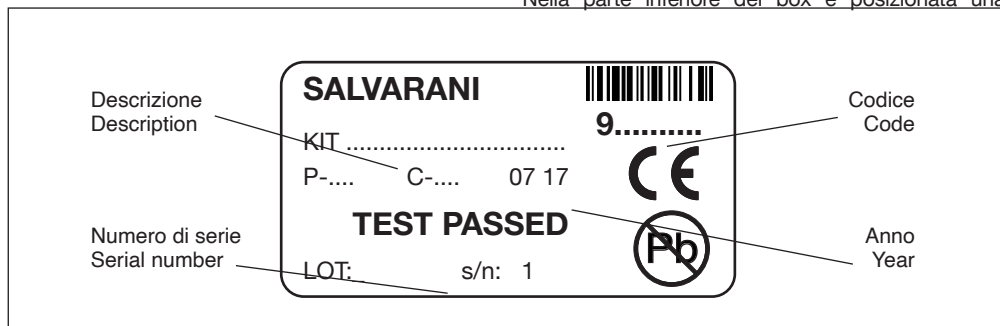 Nella parte inferiore del box è posizionata una
Descrizione
Description
Numero di serie
Serial number
SALVARANI
9..........
KIT .................................
P-.... C-.... 07 17
CE
TEST PASSED
Pb
LOT:_ s/n: 1
Codice
Code
Anno
Year